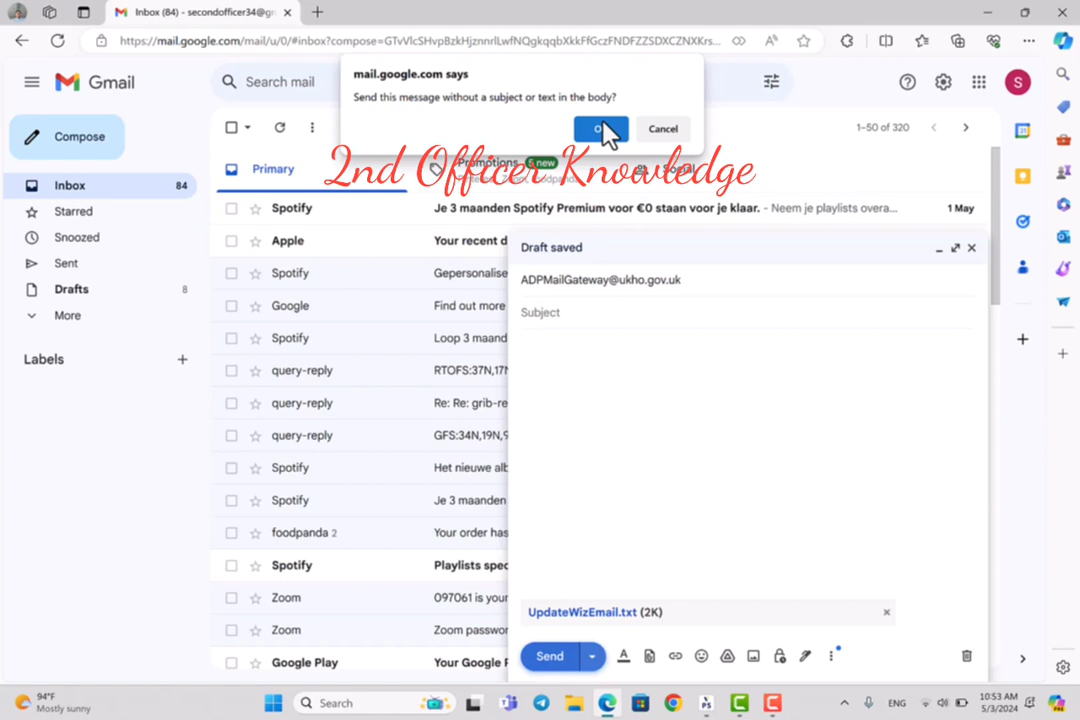 Inbox (84) - secondofficer34@gm
https://mail.google.com/mail/u/0/#inbox?compose=GTvVlcSHvpBzkHjznnrlLwfNQgkqqbXkkFfGczFNDFZZSDXCZNXKrs...
mail.google.com says
Send this message without a subject or text in the body?
Cancel
Gmail
Search mail
S
Compose
1-50 of 320
2nd Officer Knowledge
Primary
Promotions
new
Inbox 84
Starred
Snoozed
Sent
Drafts 8
More
Labels
Spotify Je 3 maanden Spotify Premium voor €0 staan voor je klaar. - Neem je playlists overa... 1 May
Apple Your recent d
Spotify Gepersonalise
Google Find out more
Spotify Loop 3 maand
query-reply RTOFS:37N,17N
query-reply Re: Re: grib-re
query-reply GFS:34N,19N,9
Spotify Het nieuwe alb
Spotify Je 3 maanden
foodpanda 2 Your order has
Spotify Playlists spec
Zoom 097061 is your
Zoom Zoom passwor
Google Play Your Google P
Draft saved
ADPMailGateway@ukho.gov.uk
Subject
UpdateWizEmail.txt (2K)
Send
94°F
Mostly sunny
Search
ENG
10:53 AM
5/3/2024